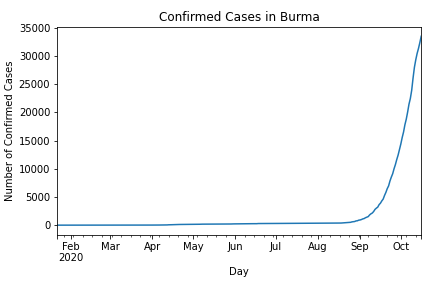 Confirmed Cases in Burma
35000
30000
25000
20000
15000
10000
5000
0
Number of Confirmed Cases
Feb Mar Apr May Jun Jul Aug Sep Oct
2020
Day